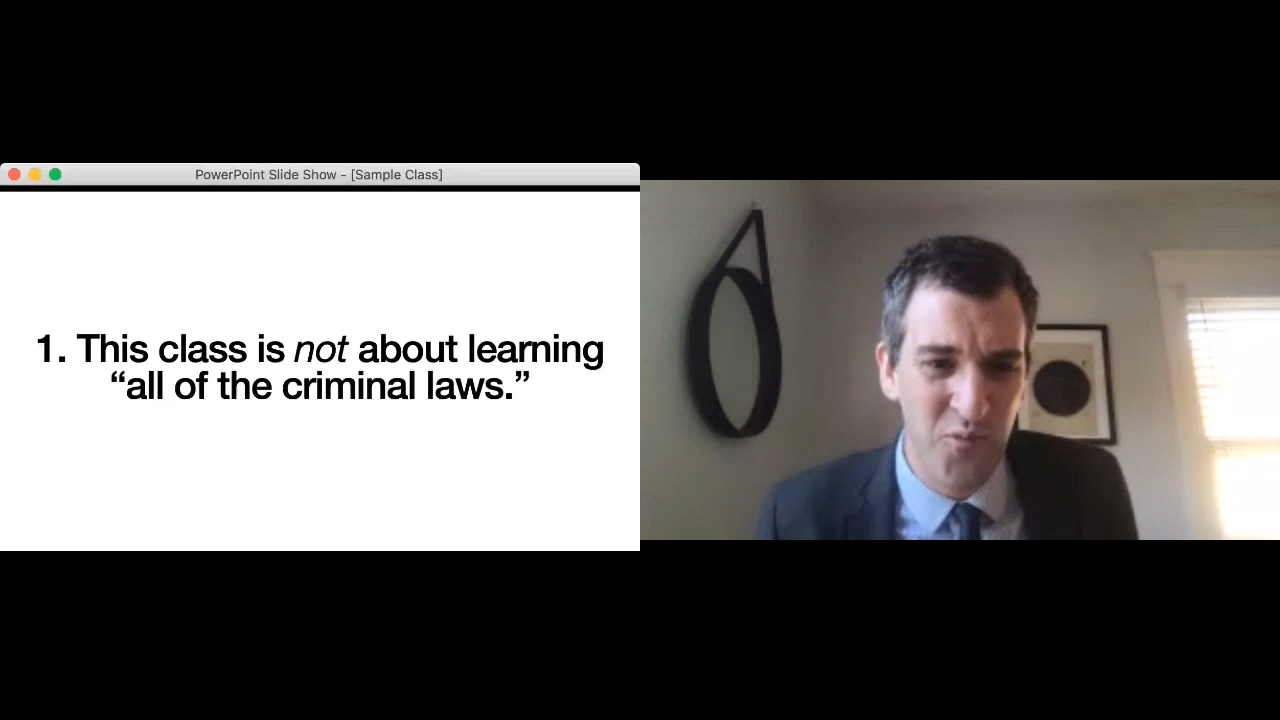 PowerPoint Slide Show - [Sample Class]
1. This class is not about learning
“all of the criminal laws.”